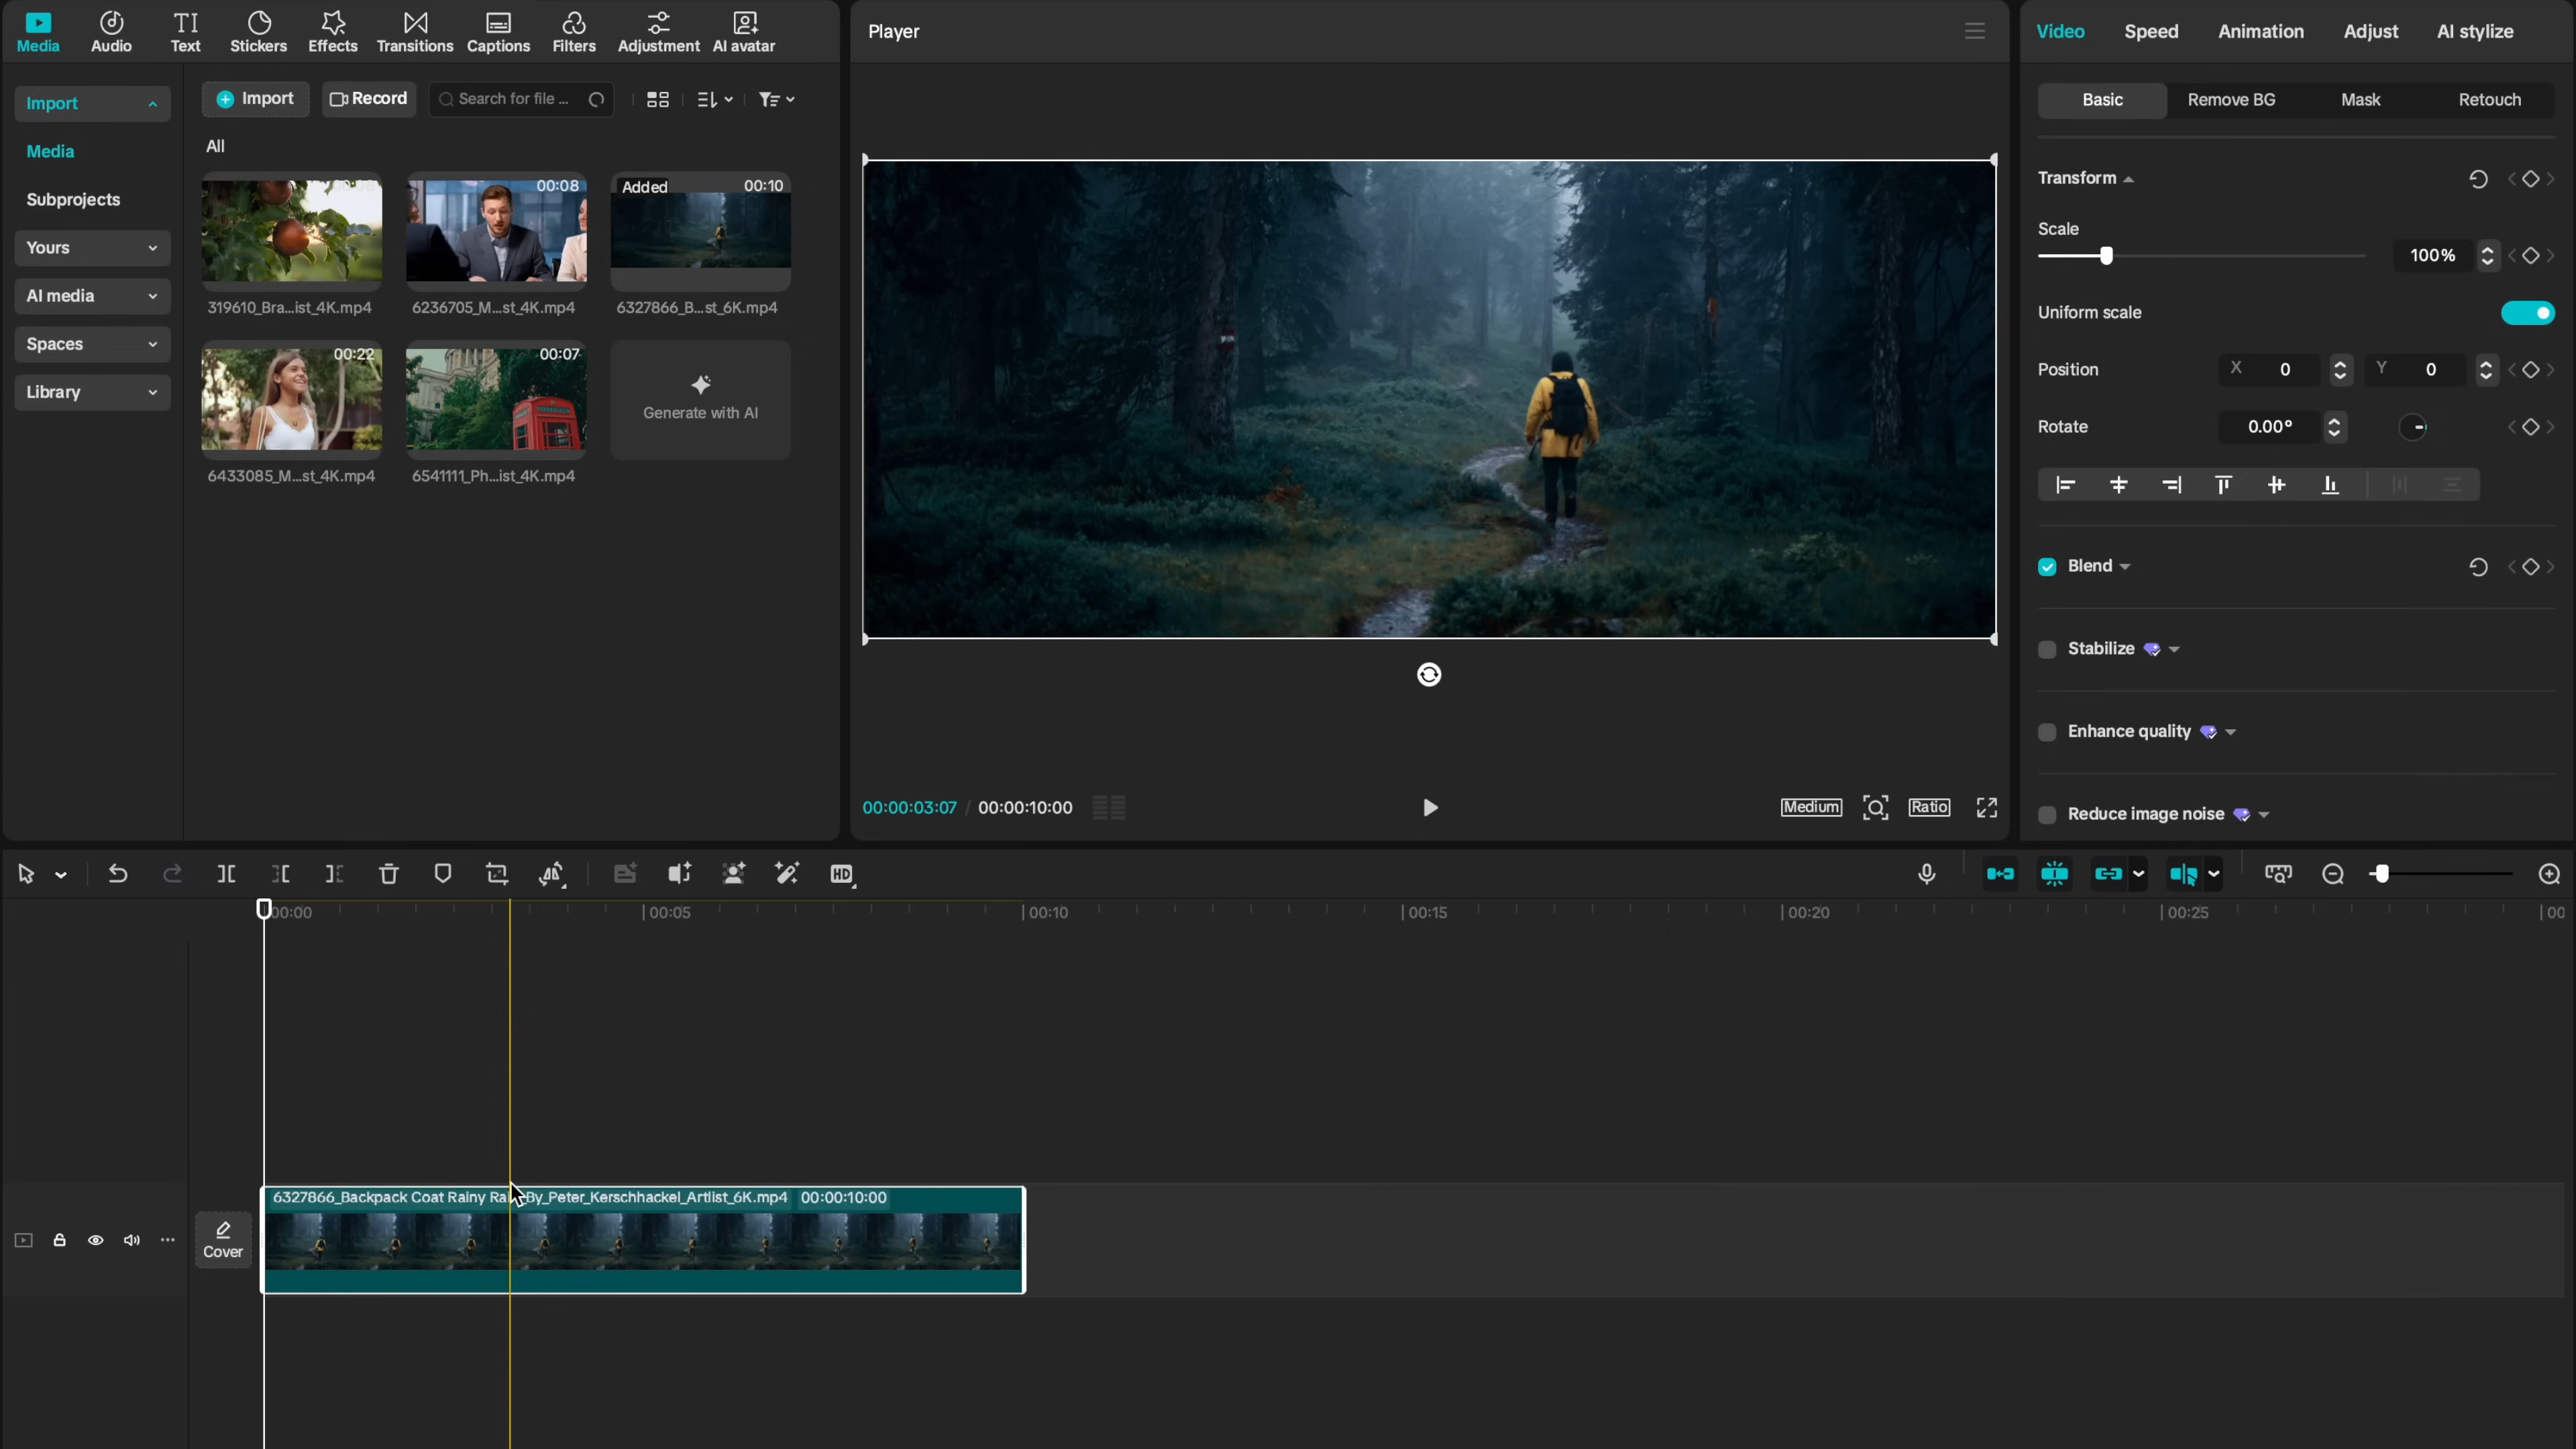 Media Audio Text Stickers Effects Transitions Captions Filters Adjustment AI avatar
Import
Media
Subprojects
Yours
AI media
Spaces
Library
Import Record Search for file ...
All
00:08 Added 00:10
319610_Bra...ist_4K.mp4 6236705_M...st_4K.mp4 6327866_B...st_6K.mp4
00:22 00:07
Generate with AI
6433085_M...st_4K.mp4 6541111_Ph...ist_4K.mp4
Player
00:00:03:07 / 00:00:10:00 Medium Ratio
Video Speed Animation Adjust AI stylize
Basic Remove BG Mask Retouch
Transform
Scale
100%
Uniform scale
Position X 0 Y 0
Rotate 0.00°
Blend
Stabilize
Enhance quality
Reduce image noise
HD
00:00 00:05 00:10 00:15 00:20 00:25 00
6327866_Backpack Coat Rainy By_Peter_Kerschhackel_Artlist_6K.mp4 00:00:10:00
Cover